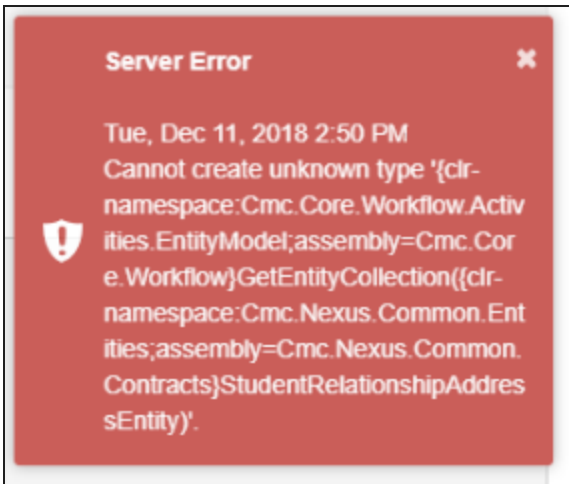 Server Error
Tue, Dec 11, 2018 2:50 PM
Cannot create unknown type '{clr-
namespace:Cmc.Core.Workflow.Activ
ities.EntityModel;assembly=Cmc.Cor
e.Workflow}GetEntityCollection({clr-
namespace:Cmc.Nexus.Common.Ent
ities;assembly=Cmc.Nexus.Common.
Contracts}StudentRelationshipAddres
sEntity)'.